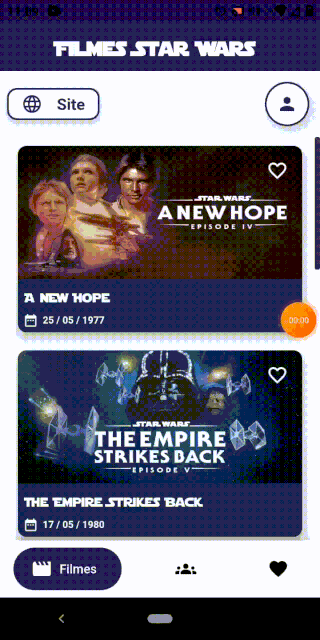 FILMES STAR WARS
Site
STAR WARS
A NEW HOPE
EPISODE IV
A NEW HOPE
25 / 05 / 1977
00:00
STAR WARS
THE EMPIRE
STRIKES BACK
EPISODE V
THE EMPIRE STRIKES BACK
17 / 05 / 1980
Filmes